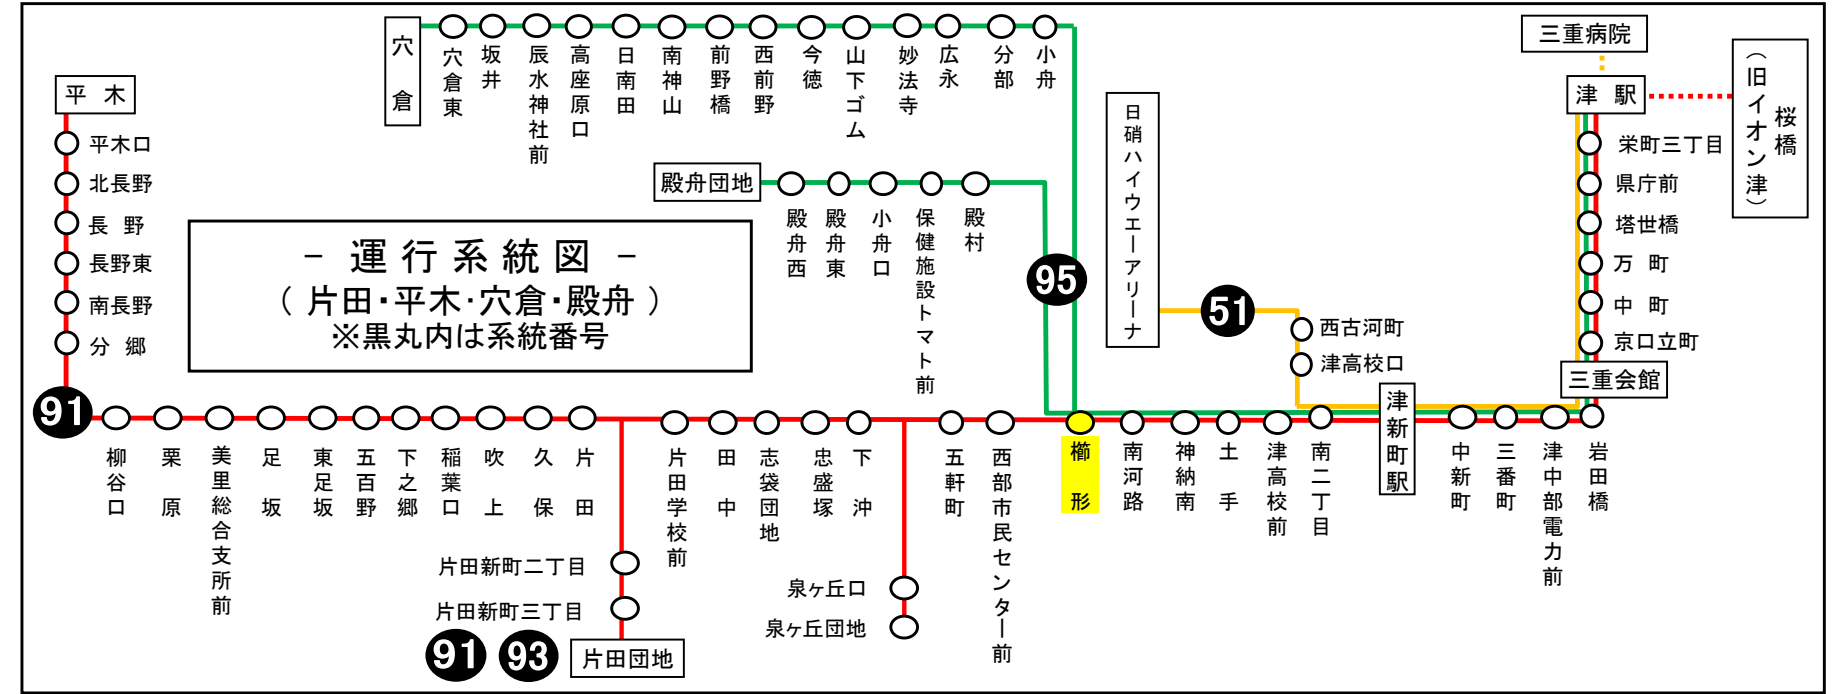 穴倉
穴倉東
坂井
辰水神社前
高座原口
日南田
南神山
前野橋
西前野
今徳
山下ゴム
妙法寺
広永
分部
小舟
三重病院
津駅
桜橋
（旧イオン津）
平木
平木口
北長野
長野
長野東
南長野
分郷
殿舟団地
殿舟西
殿舟東
小舟口
保健施設トマト前
殿村
日硝ハイウエーアリーナ
栄町三丁目
県庁前
塔世橋
万町
中町
京口立町
三重会館
－運行系統図－
（片田・平木・穴倉・殿舟）
※黒丸内は系統番号
95
51
西古河町
津高校口
91
柳谷口
栗原
美里総合支所前
足坂
東足坂
五百野
下之郷
稲葉口
吹上
久保
片田
片田学校前
田中
志袋団地
忠盛塚
下沖
五軒町
西部市民センター前
櫛形
南河路
神納南
土手
津高校前
南二丁目
津新町駅
中新町
三番町
津中部電力前
岩田橋
片田新町二丁目
片田新町三丁目
91
93
片田団地
泉ヶ丘口
泉ヶ丘団地